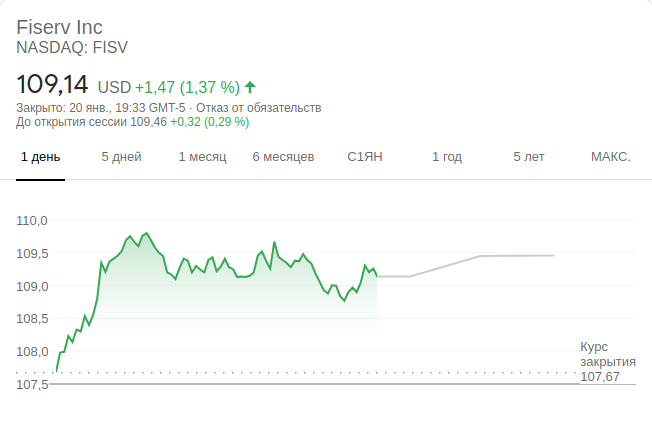 Fiserv Inc
NASDAQ: FISV
109,14 USD +1,47 (1,37 %)
Закрыто: 20 янв., 19:33 GMT-5 · Отказ от обязательств
До открытия сессии 109,46 +0,32 (0,29 %)
1 день 5 дней 1 месяц 6 месяцев С1ЯН 1 год 5 лет МАКС.
110,0
109,5
109,0
108,5
108,0
107,5
Курс
закрытия
107,67